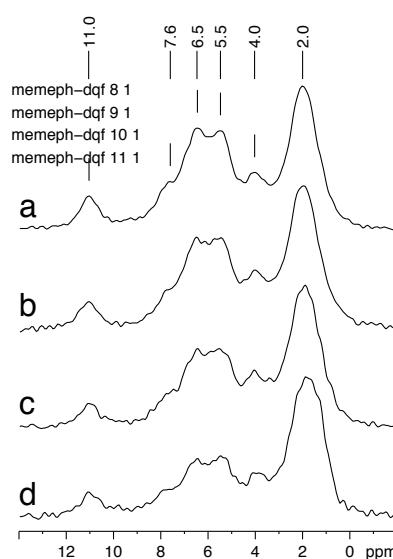 11.0 7.6 6.5 5.5 4.0 2.0
memeph-dqf 8 1
memeph-dqf 9 1
memeph-dqf 10 1
memeph-dqf 11 1
a
b
c
d
12 10 8 6 4 2 0 ppm